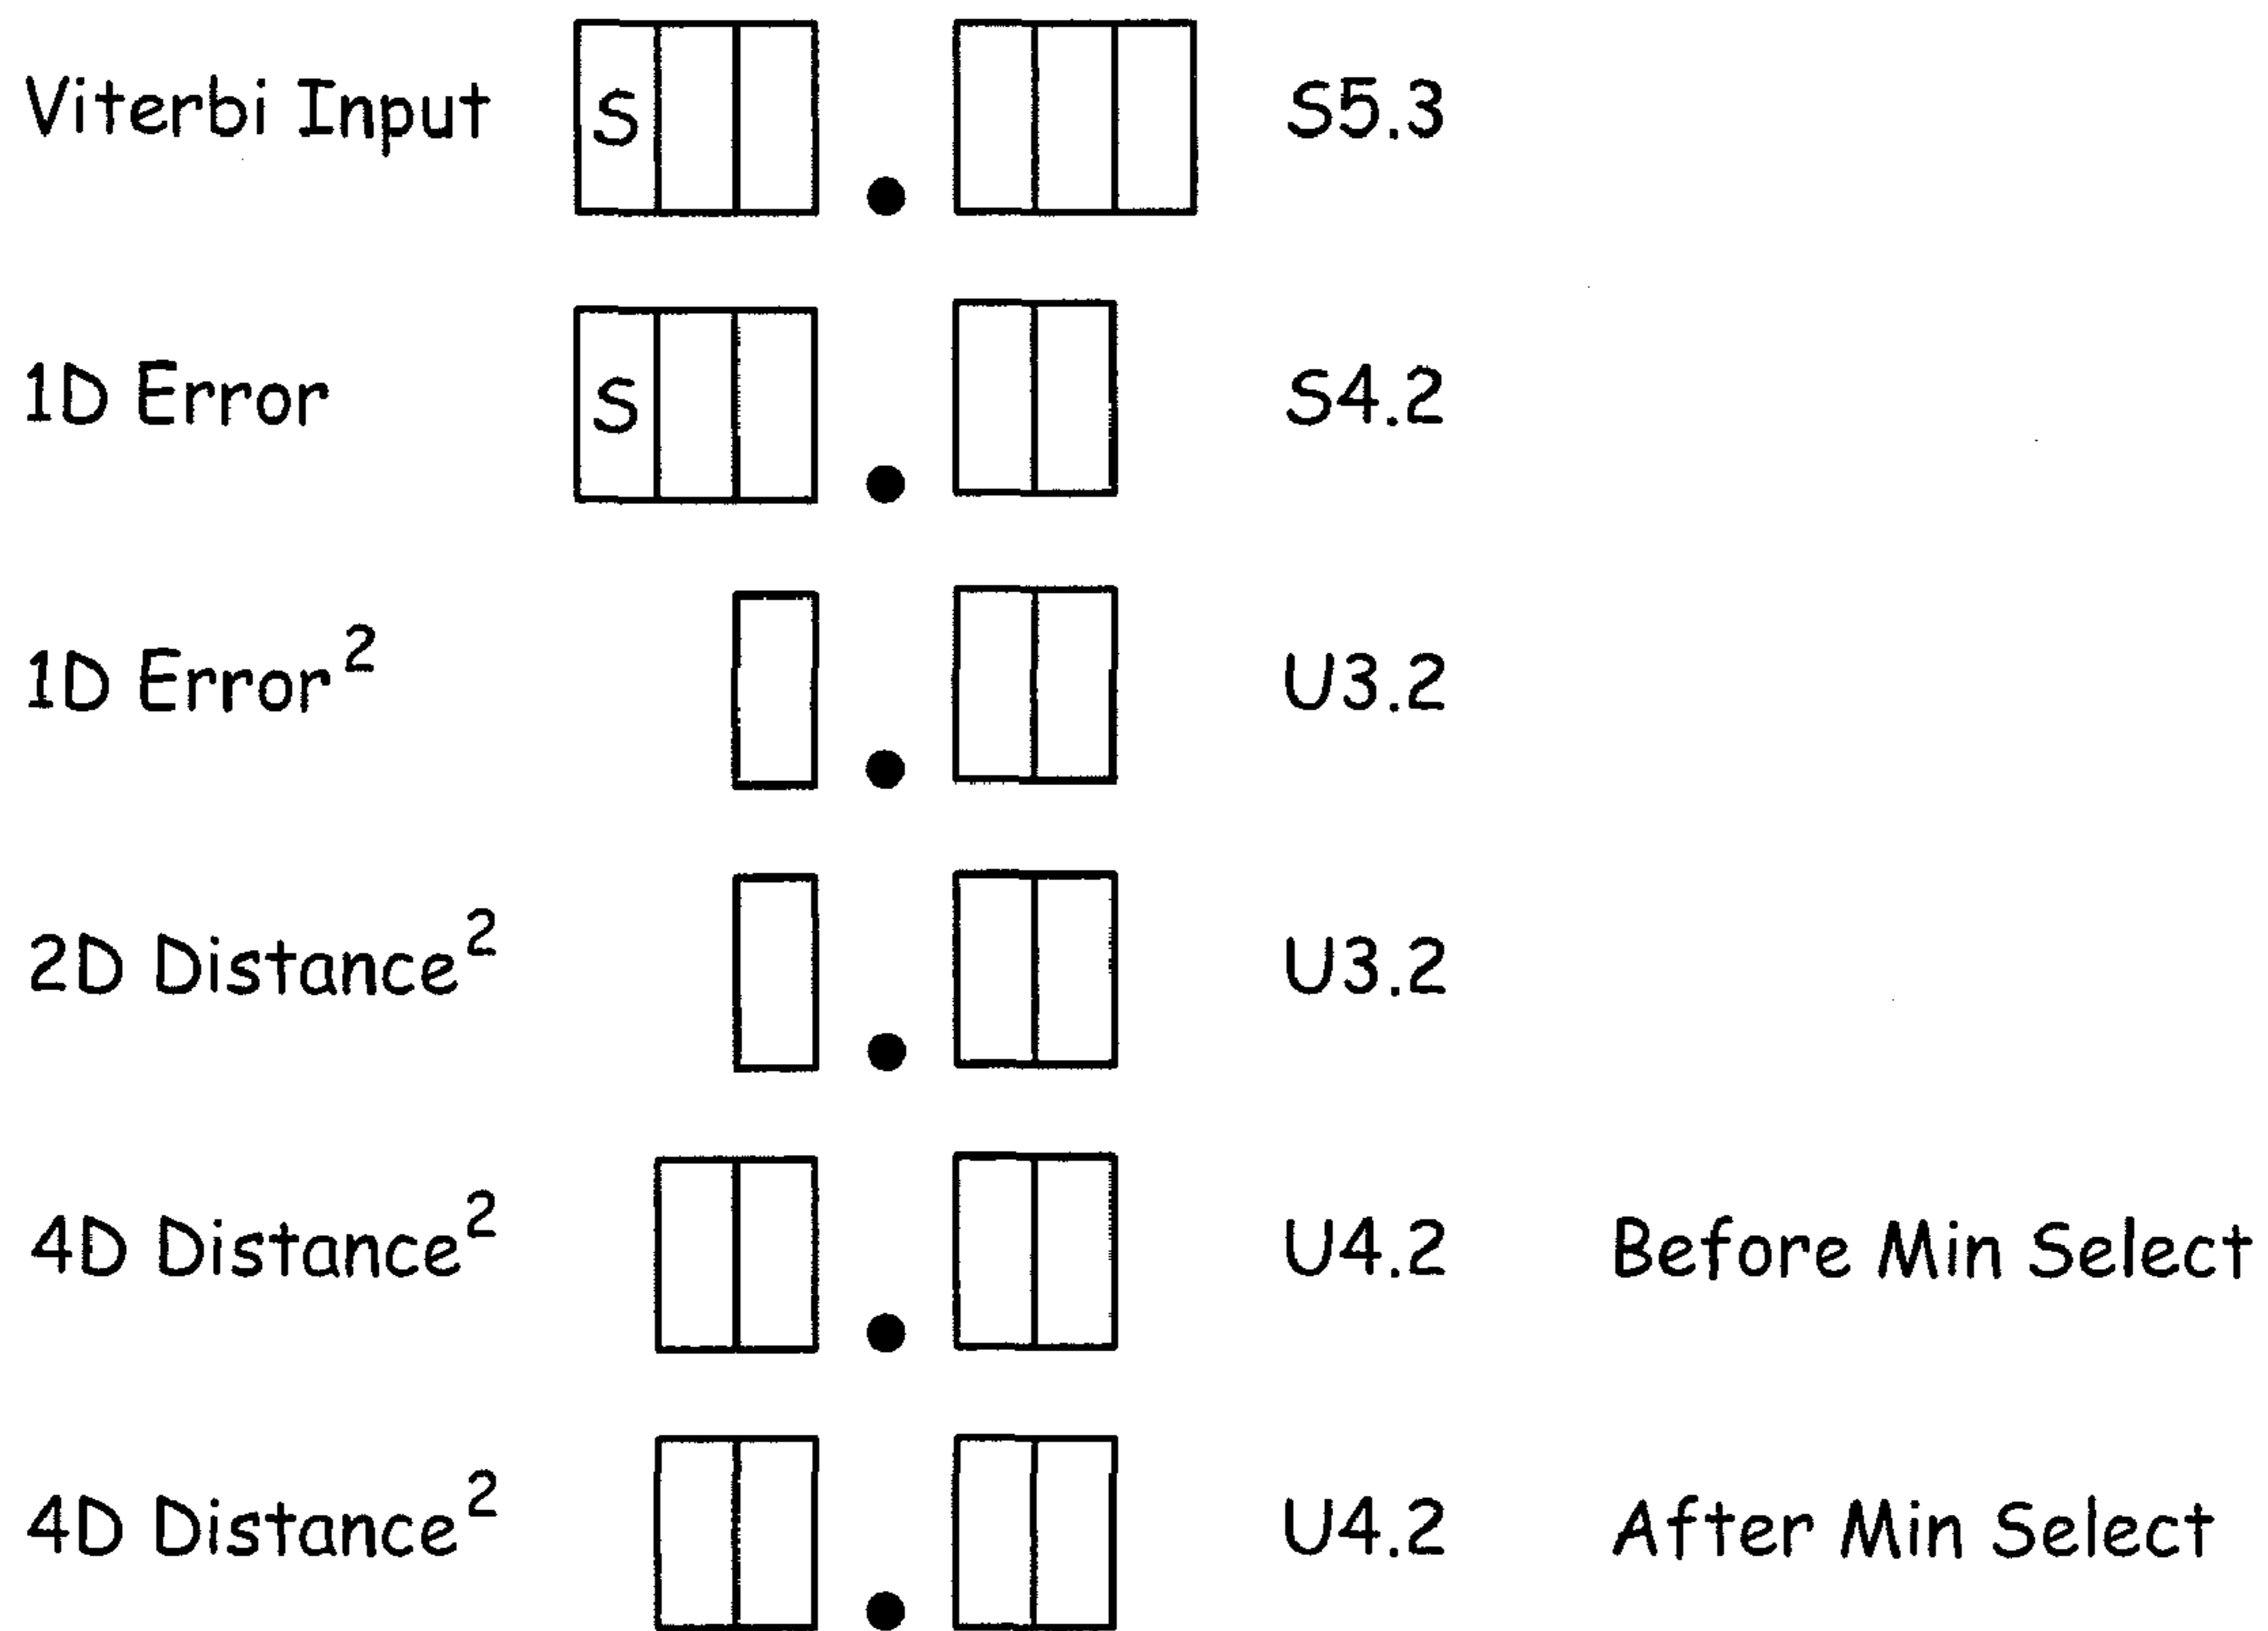 Viterbi Input S . S5.3
1D Error S . S4.2
1D Error² . U3.2
2D Distance² . U3.2
4D Distance² . U4.2 Before Min Select
4D Distance² . U4.2 After Min Select